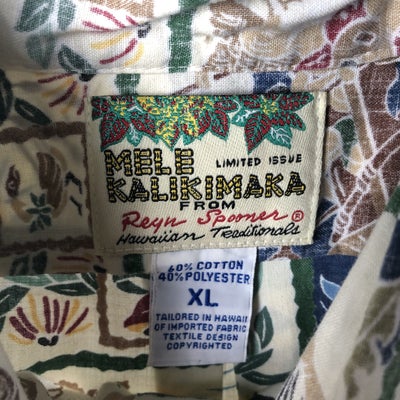 MELE LIMITED ISSUE
KALIKIMAKA
FROM
Reyn Spooner®
Hawaiian Traditionals
60% COTTON
40% POLYESTER
XL
TAILORED IN HAWAII
OF IMPORTED FABRIC
TEXTILE DESIGN
COPYRIGHTED